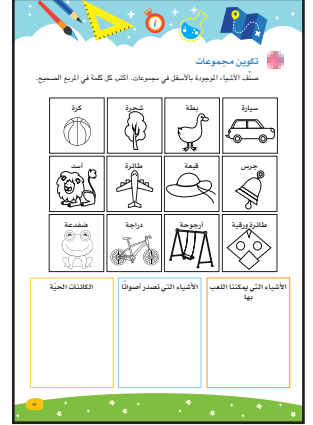 تكوين مجموعات
صنّف الأشياء الموجودة بالأسفل في مجموعات. اكتب كل كلمة في المربع الصحيح.
سيارة بطة شجرة كرة
جرس قبعة طائرة أسد
طائرة ورقية أرجوحة دراجة ضفدعة
الأشياء التي يمكننا اللعب بها الأشياء التي تصدر أصواتًا الكائنات الحيّة